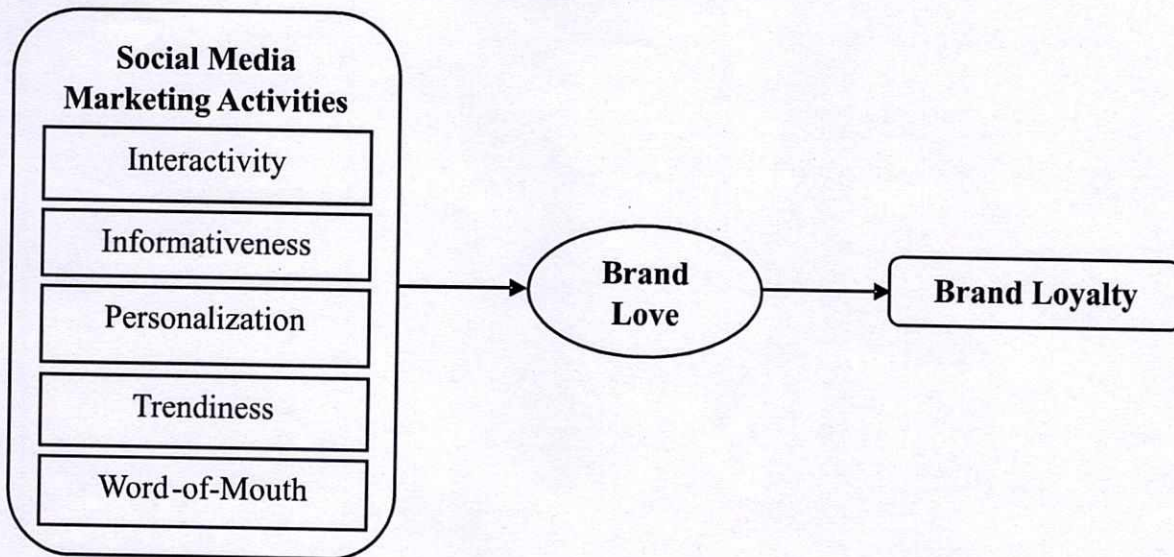 Social Media
Marketing Activities
Interactivity
Informativeness
Personalization
Trendiness
Word-of-Mouth
Brand
Love
Brand Loyalty